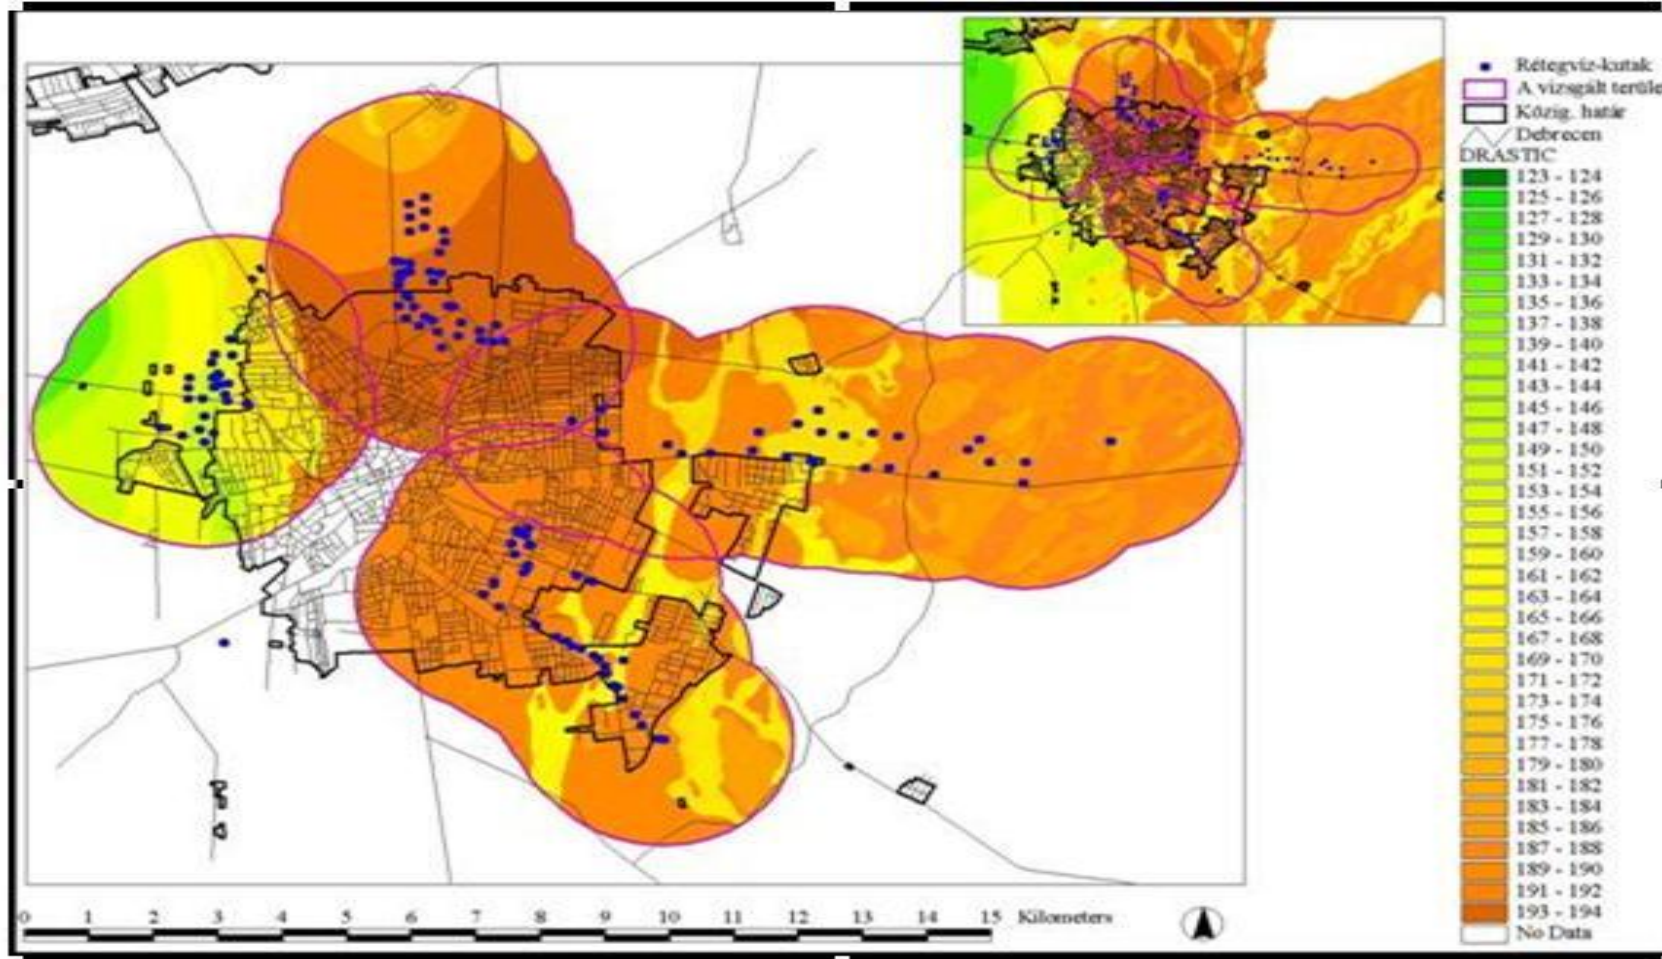 Rétegvíz-kutak
A vizsgált terüle
Közig. határ
Debrecen
DRASTIC
123 - 124
125 - 126
127 - 128
129 - 130
131 - 132
133 - 134
135 - 136
137 - 138
139 - 140
141 - 142
143 - 144
145 - 146
147 - 148
149 - 150
151 - 152
153 - 154
155 - 156
157 - 158
159 - 160
161 - 162
163 - 164
165 - 166
167 - 168
169 - 170
171 - 172
173 - 174
175 - 176
177 - 178
179 - 180
181 - 182
183 - 184
185 - 186
187 - 188
189 - 190
191 - 192
193 - 194
No Data
0 1 2 3 4 5 6 7 8 9 10 11 12 13 14 15 Kilometers